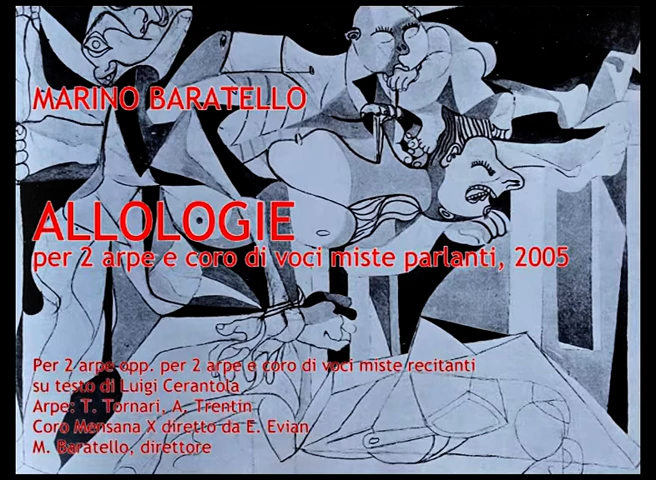 MARINO BARATELLO
ALLOLOGIE
per 2 arpe e coro di voci miste parlanti, 2005
Per 2 arpe opp. per 2 arpe e coro di voci miste recitanti
su testo di Luigi Cerantola
Arpe: T. Tornari, A. Trentin
Coro Mensana X diretto da E. Evian
M. Baratello, direttore